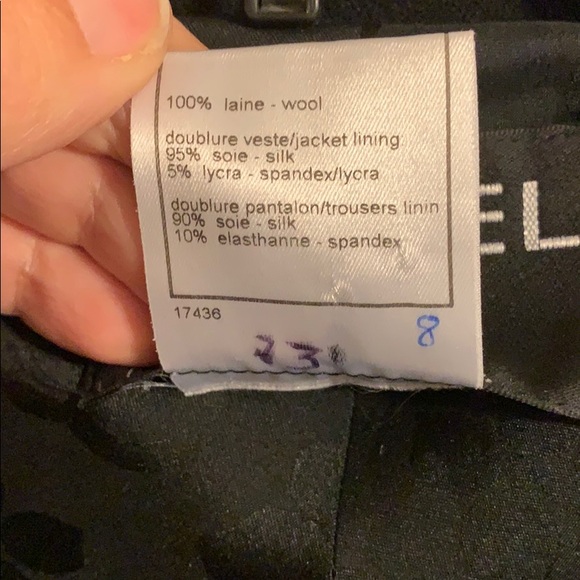 100% laine - wool
doublure veste/jacket lining
95% soie - silk
5% lycra - spandex/lycra
doublure pantalon/trousers linin
90% soie - silk
10% elasthanne - spandex
EL
17436
8
23